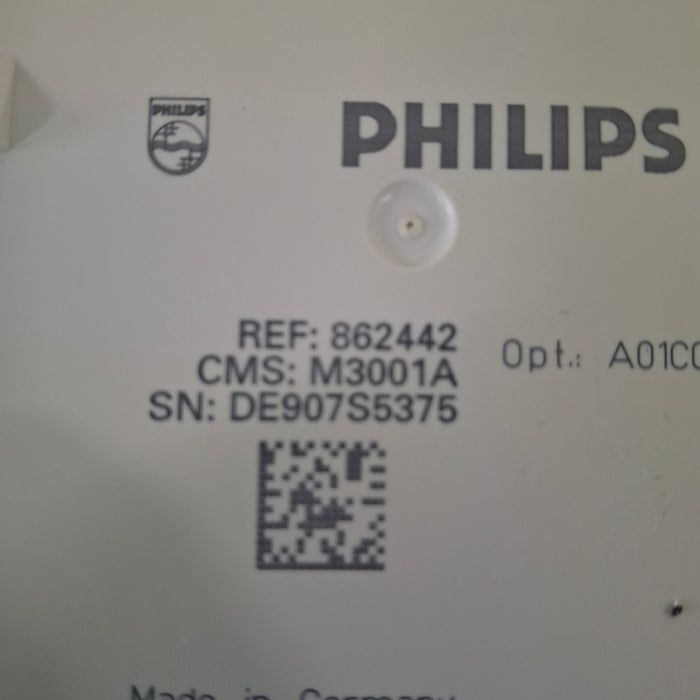 PHILIPS
PHILIPS
REF: 862442
Opt.: A01C0
CMS: M3001A
SN: DE907S5375
Made in Germany